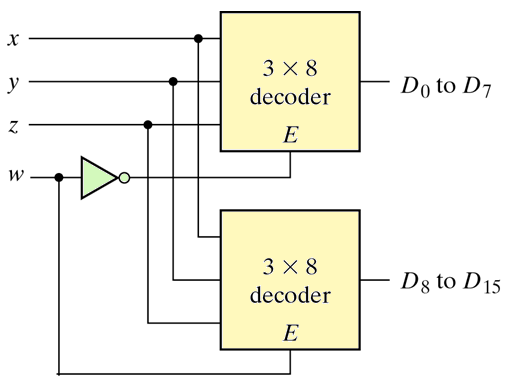 x
3 × 8
y
decoder
D₀ to D₇
z
E
w
3 × 8
decoder
D₈ to D₁₅
E